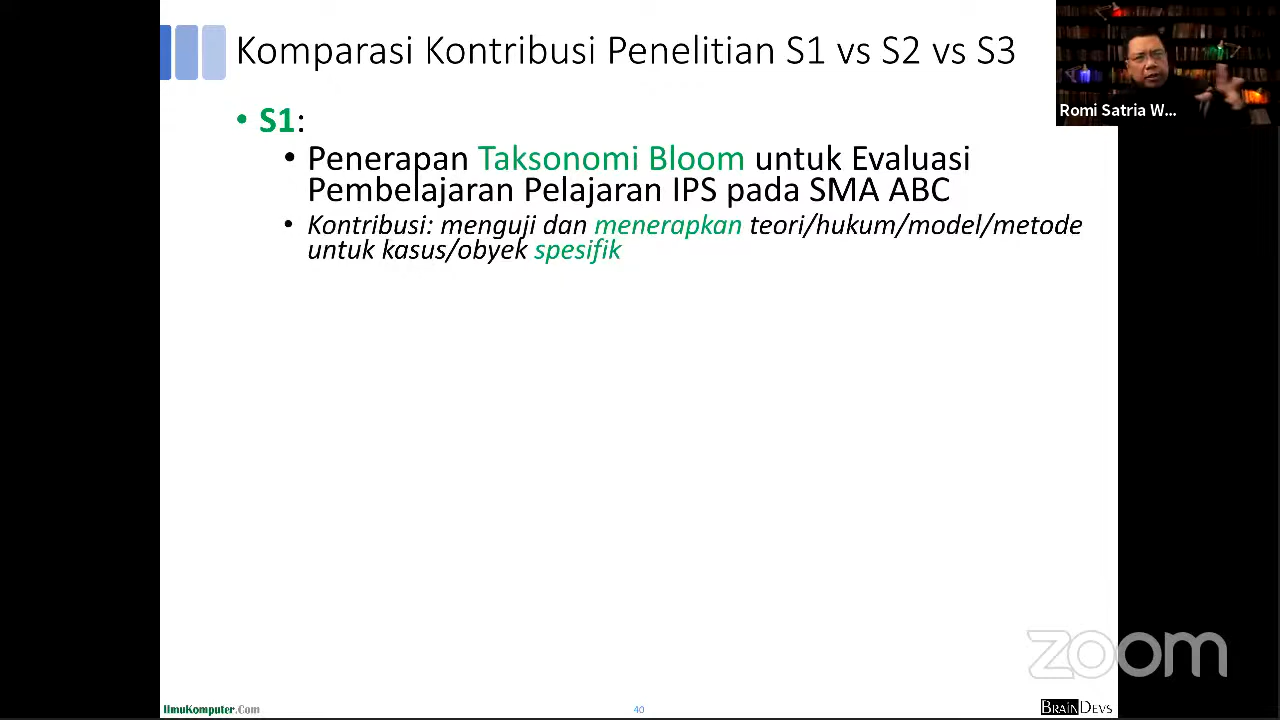 Komparasi Kontribusi Penelitian S1 vs S2 vs S3
Romi Satria W...
• S1:
• Penerapan Taksonomi Bloom untuk Evaluasi
Pembelajaran Pelajaran IPS pada SMA ABC
• Kontribusi: menguji dan menerapkan teori/hukum/model/metode
untuk kasus/obyek spesifik
zoom
IlmuKomputer.Com
40
BRAINDEVS